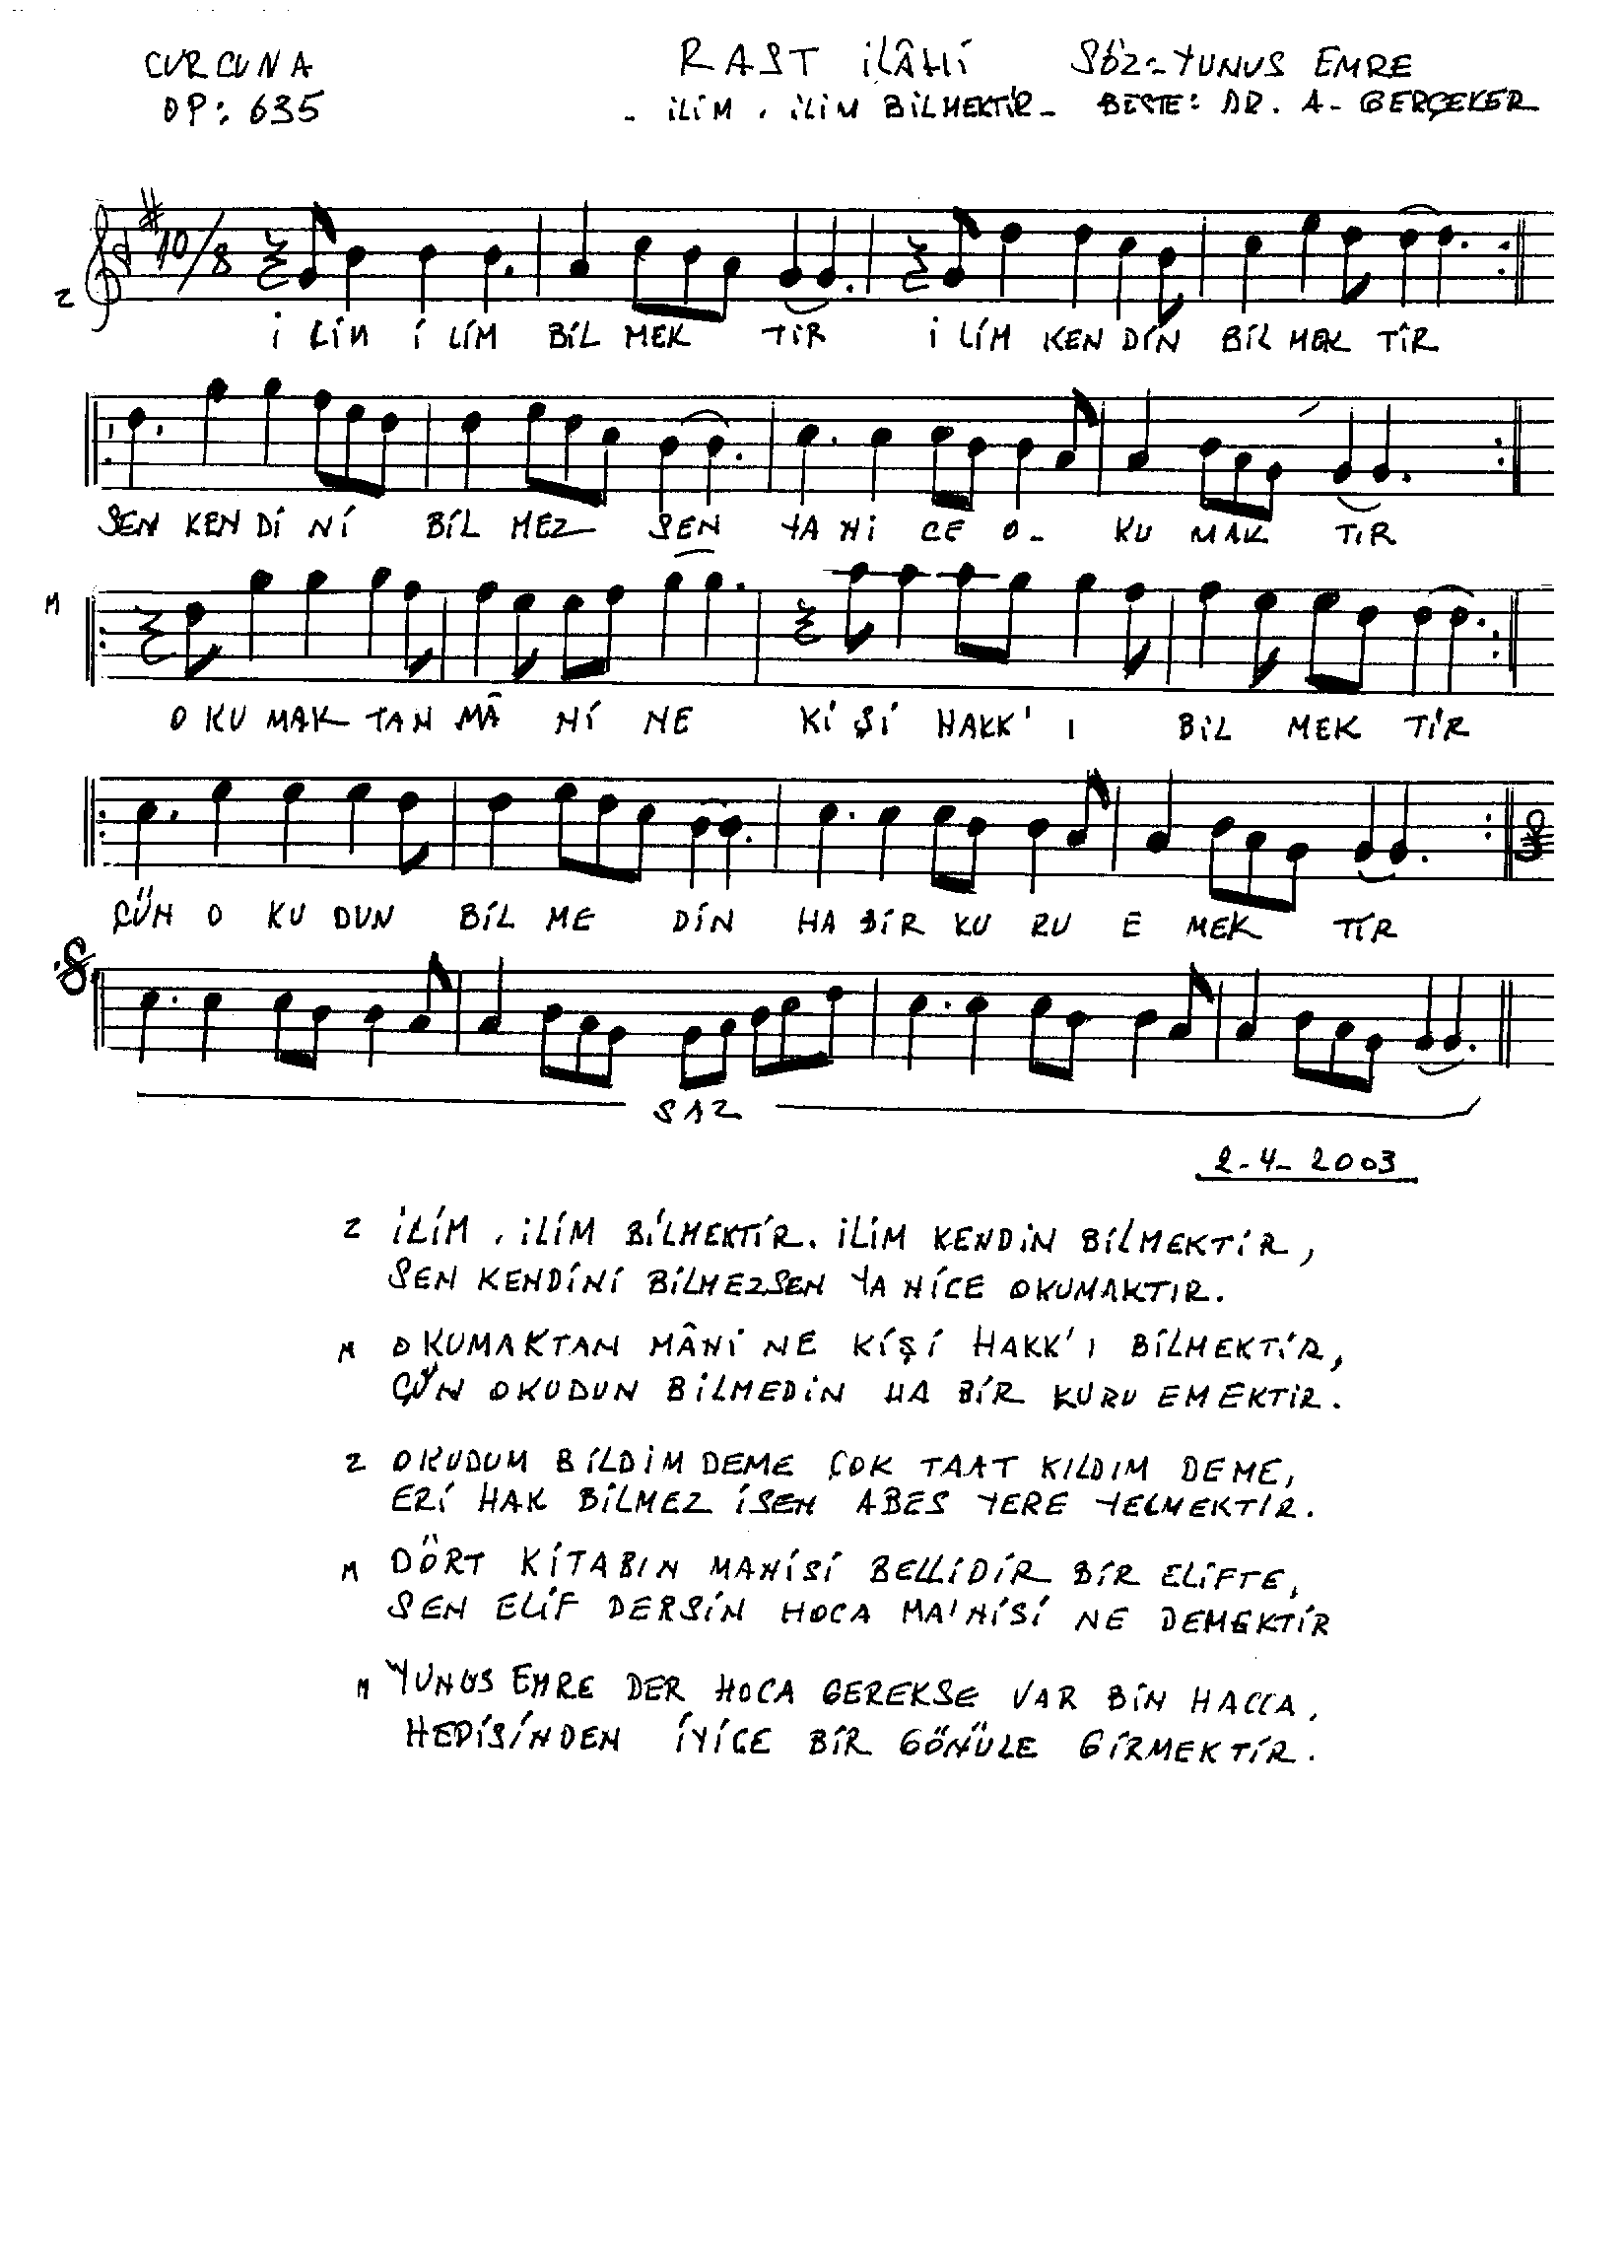 CURCUNA RAST İLÂHİ SÖZ:- YUNUS EMRE
OP: 635 - İLİM . İLİM BİLMEKTİR - BESTE: DR. A- GERÇEKER
10/8
Z
İ LİM İ LİM BİL MEK TİR İ LİM KEN DİN BİL MEK TİR
SEN KEN Dİ Nİ BİL MEZ SEN YA Nİ CE O- KU MAK TIR
M
O KU MAK TAN MÂ Nİ NE Kİ Şİ HAKK' I BİL MEK TİR
ÇÜN O KU DUN BİL ME DİN HA BİR KU RU E MEK TİR
SAZ
2-4-2003
Z İLİM . İLİM BİLMEKTİR. İLİM KENDİN BİLMEKTİR,
SEN KENDİNİ BİLMEZSEN YA NİCE OKUMAKTIR.
M OKUMAKTAN MÂNİ NE KİŞİ HAKK' I BİLMEKTİR,
ÇÜN OKUDUN BİLMEDİN HA BİR KURU EMEKTİR.
Z OKUDUM BİLDİM DEME ÇOK TAAT KILDIM DEME,
ERİ HAK BİLMEZ İSEN ABES YERE YELMEKTİR.
M DÖRT KİTABIN MANİSİ BELLİDİR BİR ELİFTE,
SEN ELİF DERSİN HOCA MA'NİSİ NE DEMEKTİR
M YUNUS EMRE DER HOCA GEREKSE VAR BİN HACCA,
HEPİSİNDEN İYİCE BİR GÖNÜLE GİRMEKTİR.